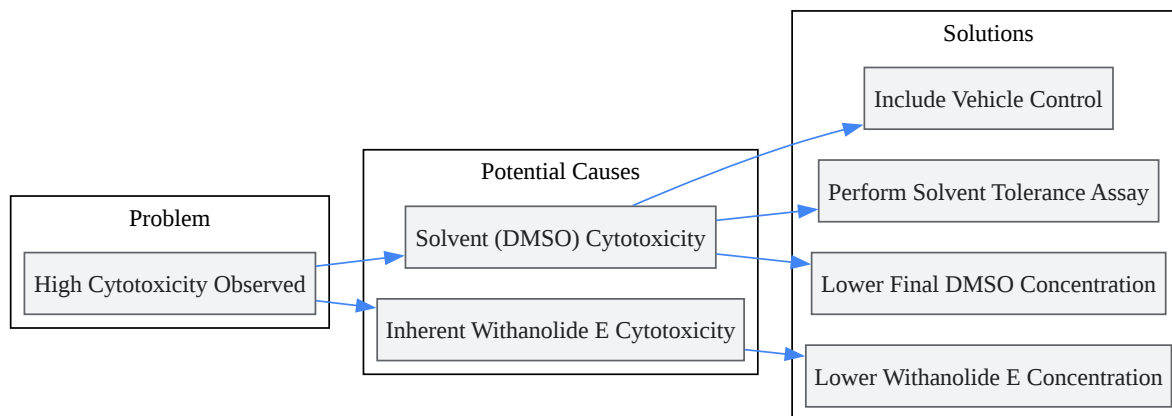 Problem
High Cytotoxicity Observed
Potential Causes
Solvent (DMSO) Cytotoxicity
Inherent Withanolide E Cytotoxicity
Solutions
Include Vehicle Control
Perform Solvent Tolerance Assay
Lower Final DMSO Concentration
Lower Withanolide E Concentration